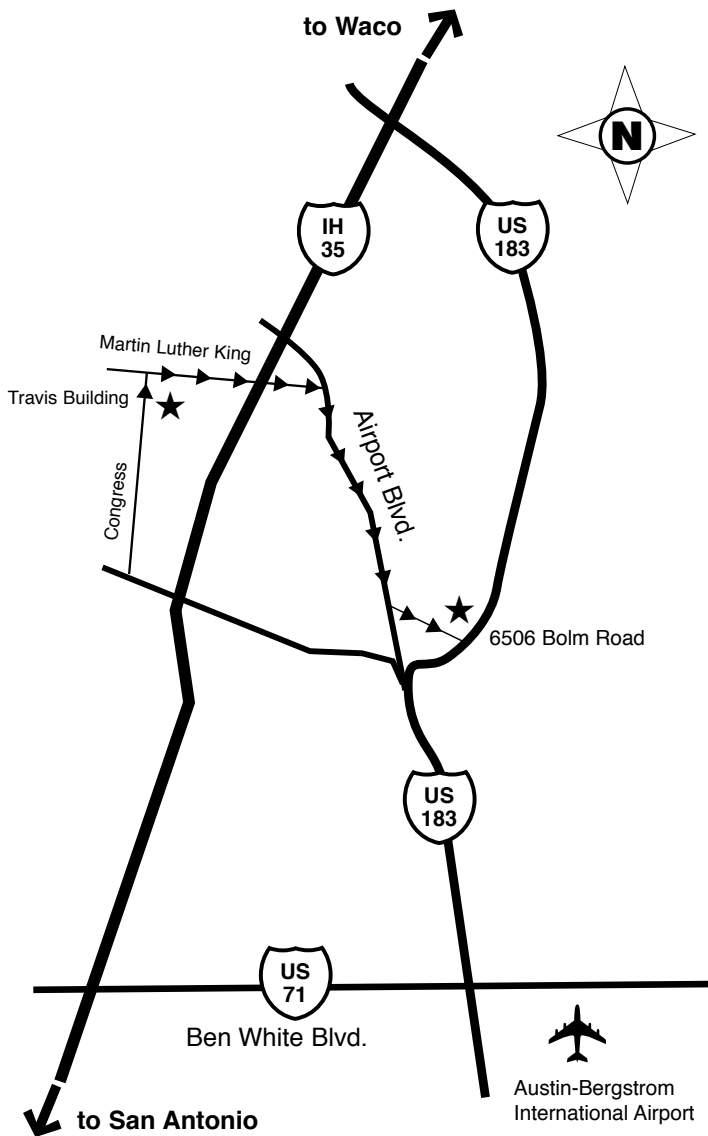 to Waco
N
IH
35
US
183
Martin Luther King
Travis Building
Airport Blvd.
Congress
6506 Bolm Road
US
183
US
71
Ben White Blvd.
Austin-Bergstrom
International Airport
to San Antonio